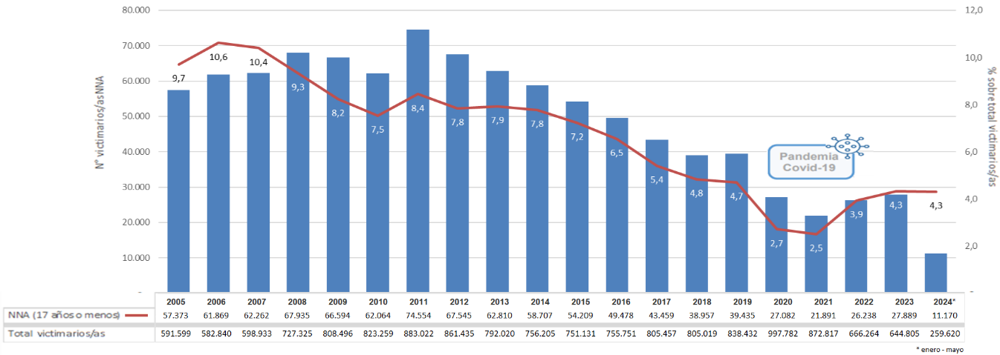 80.000
70.000
60.000
50.000
40.000
30.000
20.000
10.000
-
N° victimarios/asNNA
12,0
10,0
8,0
6,0
4,0
2,0
-
% sobre total victimarios/as
9,7 10,6 10,4 9,3 8,2 7,5 8,4 7,8 7,9 7,8 7,2 6,5 5,4 4,8 4,7 2,7 2,5 3,9 4,3 4,3
Pandemia
Covid-19
2005 2006 2007 2008 2009 2010 2011 2012 2013 2014 2015 2016 2017 2018 2019 2020 2021 2022 2023 2024*
NNA (17 años o menos) 57.373 61.869 62.262 67.935 66.594 62.064 74.554 67.545 62.810 58.707 54.209 49.478 43.459 38.957 39.435 27.082 21.891 26.238 27.889 11.170
Total victimarios/as 591.599 582.840 598.933 727.325 808.496 823.259 883.022 861.435 792.020 756.205 751.131 755.751 805.457 805.019 838.432 997.782 872.817 666.264 644.805 259.620
* enero - mayo